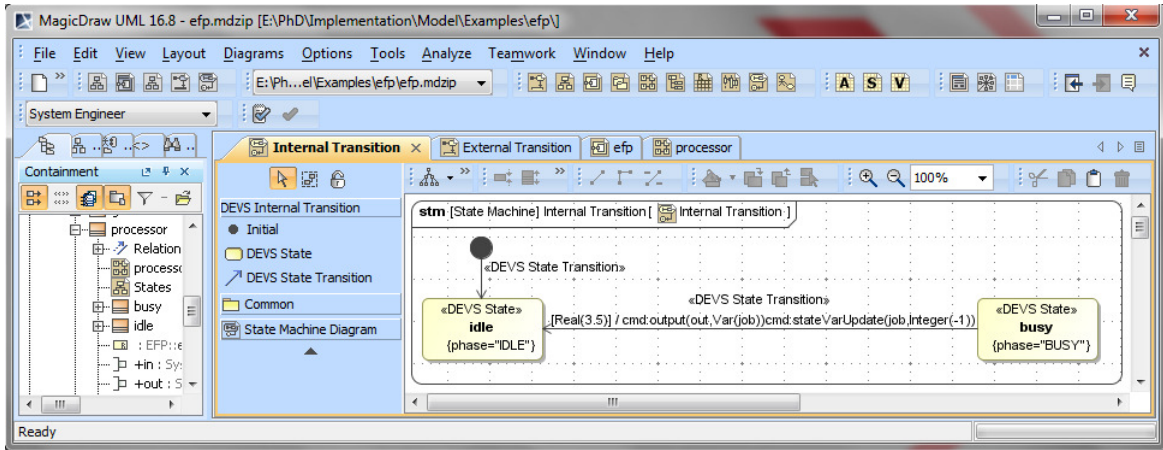 MagicDraw UML 16.8 - efp.mdzip [E:\PhD\Implementation\Model\Examples\efp\]
File Edit View Layout Diagrams Options Tools Analyze Teamwork Window Help
E:\Ph...el\Examples\efp\efp.mdzip A S V
System Engineer
Internal Transition External Transition efp processor
Containment
100%
processor
Relation
processo
States
busy
idle
: EFP::e
+in : Sys
+out : S
DEVS Internal Transition
Initial
DEVS State
DEVS State Transition
Common
State Machine Diagram
stm [State Machine] Internal Transition [ Internal Transition ]
«DEVS State Transition»
«DEVS State»
idle
{phase="IDLE"}
«DEVS State Transition»
[Real(3.5)] / cmd:output(out,Var(job))cmd:stateVarUpdate(job,Integer(-1))
«DEVS State»
busy
{phase="BUSY"}
Ready